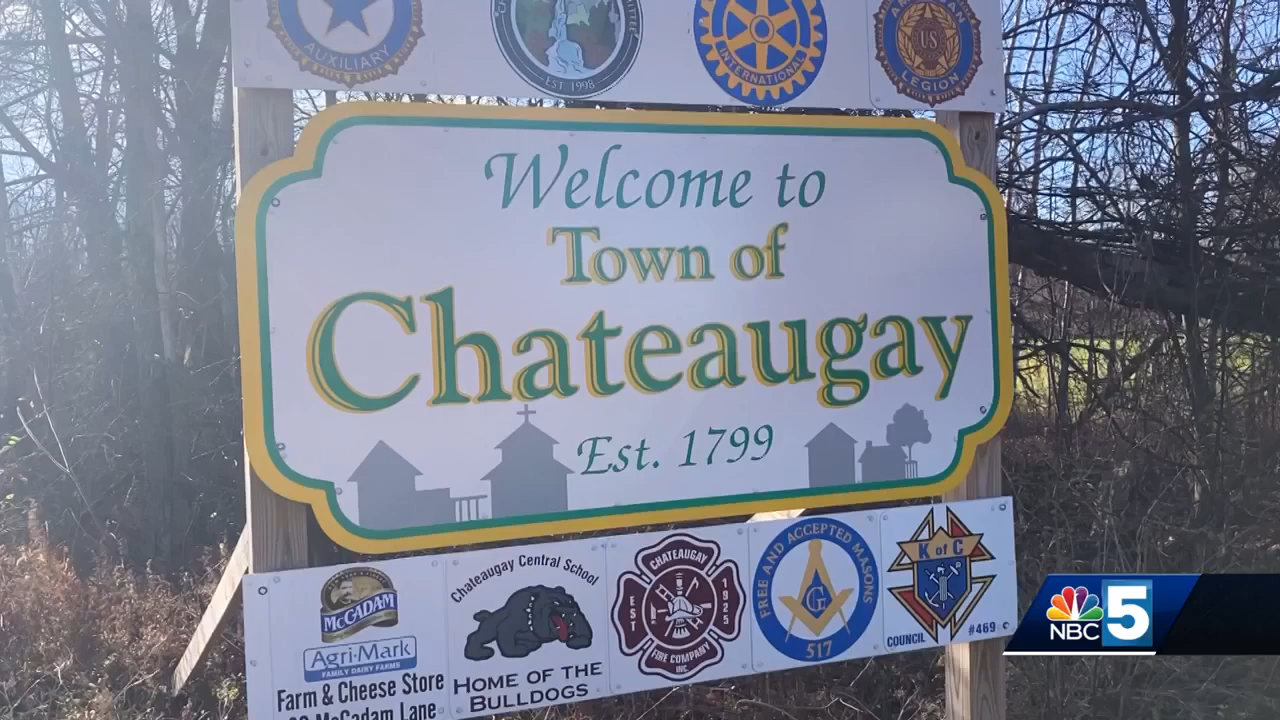 AUXILIARY
EST 1998
INTERNATIONAL
AMERICAN
US
LEGION
Welcome to
Town of
Chateaugay
Est. 1799
McCADAM
Agri-Mark
FAMILY DAIRY FARMS
Farm & Cheese Store
McCadam Lane
Chateaugay Central School
HOME OF THE
BULLDOGS
CHATEAUGAY
EST 1925
FIRE COMPANY
INC.
FREE AND ACCEPTED MASONS
G
517
K of C
COUNCIL #469
NBC 5